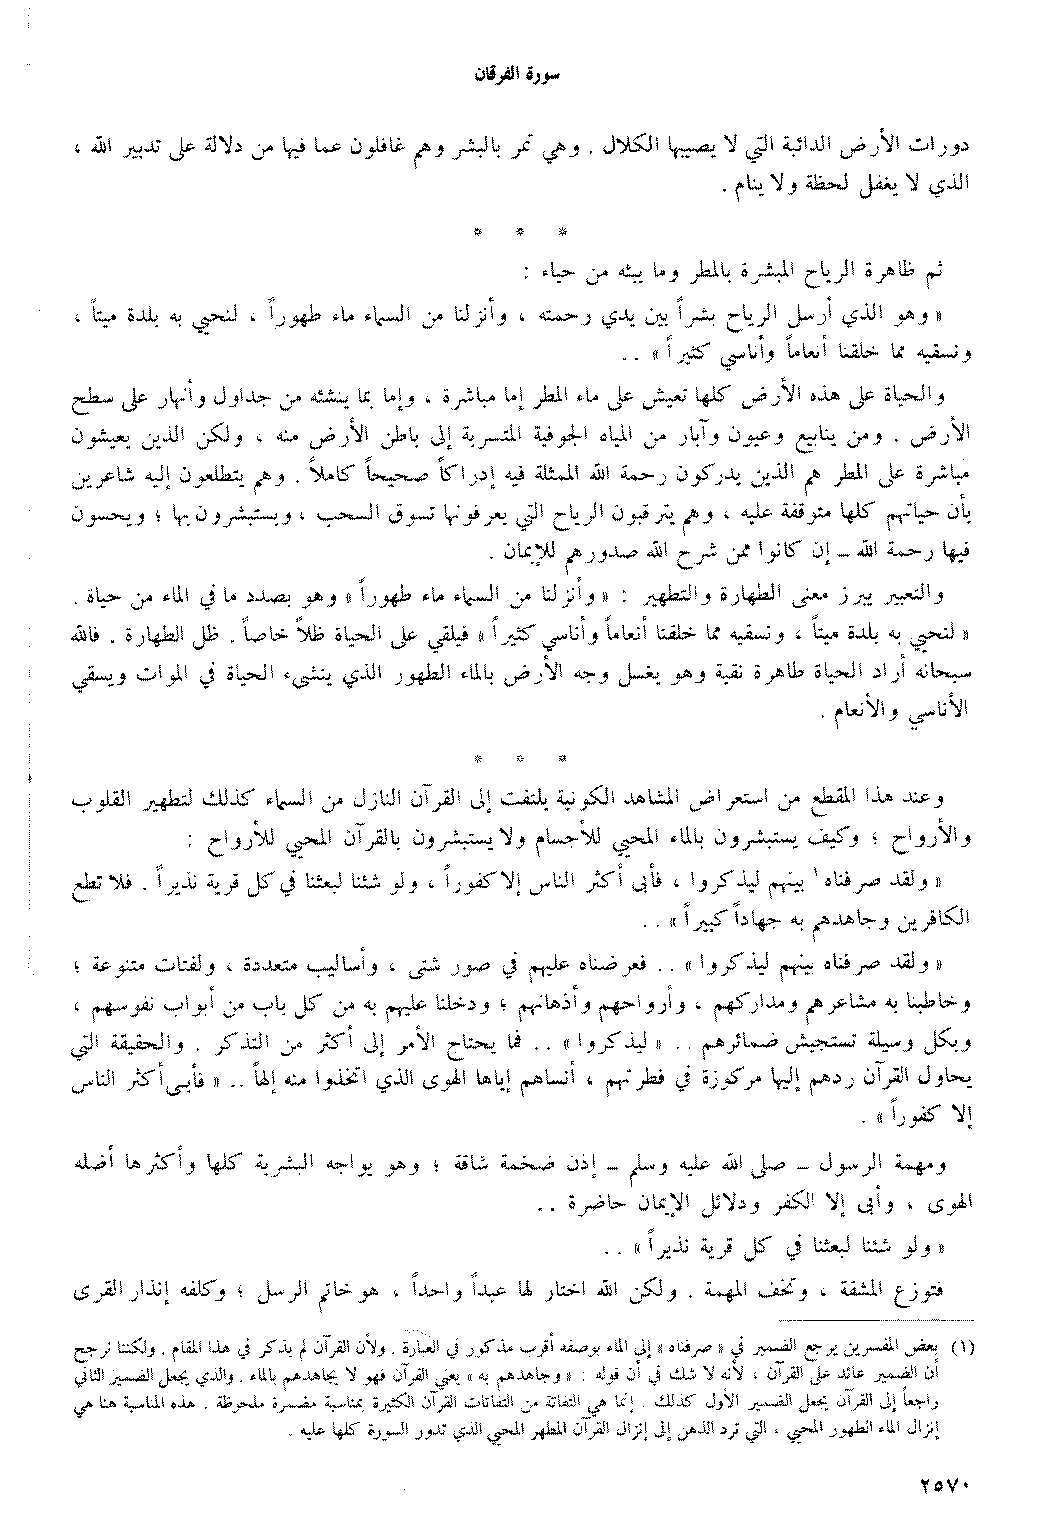 سورة الفرقان
دورات الأرض الدائبة التي لا يصيبها الكلال . وهي تمر بالبشر وهم غافلون عما فيها من دلالة على تدبير الله ،
الذي لا يغفل لحظة ولا ينام .
* * *
ثم ظاهرة الرياح المبشرة بالمطر وما يبثه من حياء :
« وهو الذي أرسل الرياح بشراً بين يدي رحمته ، وأنزلنا من السماء ماء طهوراً ، لنحيي به بلدة ميتاً ،
ونسقيه مما خلقنا أنعاماً وأناسي كثيراً » . .
والحياة على هذه الأرض كلها تعيش على ماء المطر إما مباشرة ، وإما بما ينشئه من جداول وأنهار على سطح
الأرض . ومن ينابيع وعيون وآبار من المياه الجوفية المتسربة إلى باطن الأرض منه ، ولكن الذين يعيشون
مباشرة على المطر هم الذين يدركون رحمة الله الممثلة فيه إدراكاً صحيحاً كاملاً . وهم يتطلعون إليه شاعرين
بأن حياتهم كلها متوقفة عليه ، وهم يترقبون الرياح التي يعرفونها تسوق السحب ، ويستبشرون بها ؛ ويحسون
فيها رحمة الله – إن كانوا ممن شرح الله صدورهم للإيمان .
والتعبير يبرز معنى الطهارة والتطهير : « وأنزلنا من السماء ماء طهوراً » وهو بصدد ما في الماء من حياة .
« لنحيي به بلدة ميتاً ، ونسقيه مما خلقنا أنعاماً وأناسي كثيراً » فيلقي على الحياة ظلاً خاصاً . ظل الطهارة . فالله
سبحانه أراد الحياة طاهرة نقية وهو يغسل وجه الأرض بالماء الطهور الذي ينشىء الحياة في الموات ويسقي
الأناسي والأنعام .
* * *
وعند هذا المقطع من استعراض المشاهد الكونية يلتفت إلى القرآن النازل من السماء كذلك لتطهير القلوب
والأرواح ؛ وكيف يستبشرون بالماء المحيي للأجسام ولا يستبشرون بالقرآن المحيي للأرواح :
« ولقد صرفناه ١ بينهم ليذكروا ، فأبى أكثر الناس إلا كفوراً ، ولو شئنا لبعثنا في كل قرية نذيراً . فلا تطع
الكافرين وجاهدهم به جهاداً كبيراً » . .
« ولقد صرفناه بينهم ليذكروا » . . فعرضناه عليهم في صور شتى ، وأساليب متعددة ، ولفتات متنوعة ؛
وخاطبنا به مشاعرهم ومداركهم ، وأرواحهم وأذهانهم ؛ ودخلنا عليهم به من كل باب من أبواب نفوسهم ،
وبكل وسيلة تستجيش ضمائرهم . . « ليذكروا » . . فما يحتاج الأمر إلى أكثر من التذكر . والحقيقة التي
يحاول القرآن ردهم إليها مركوزة في فطرتهم ، أنساهم إياها الهوى الذي اتخذوا منه إلهاً . . « فأبى أكثر الناس
إلا كفوراً » .
ومهمة الرسول – صلى الله عليه وسلم – إذن ضخمة شاقة ؛ وهو يواجه البشرية كلها وأكثرها أضله
الهوى ، وأبى إلا الكفر ودلائل الإيمان حاضرة . .
« ولو شئنا لبعثنا في كل قرية نذيراً » . .
فتوزع المشقة ، وتخف المهمة . ولكن الله اختار لها عبداً واحداً ، هو خاتم الرسل ؛ وكلفه إنذار القرى
(١) بعض المفسرين يرجع الضمير في « صرفناه » إلى الماء بوصفه أقرب مذكور في العبارة . ولأن القرآن لم يذكر في هذا المقام . ولكننا نرجح
أن الضمير عائد على القرآن ، لأنه لا شك في أن قوله : « وجاهدهم به » يعني القرآن فهو لا يجاهدهم بالماء . والذي يجعل الضمير الثاني
راجعاً إلى القرآن يجعل الضمير الأول كذلك . إنما هي التفاتة من التفاتات القرآن الكثيرة بمناسبة مضمرة ملحوظة . هذه المناسبة هنا هي
إنزال الماء الطهور المحيي ، التي ترد الذهن إلى إنزال القرآن المطهر المحيي الذي تدور السورة كلها عليه .
٢٥٧٠